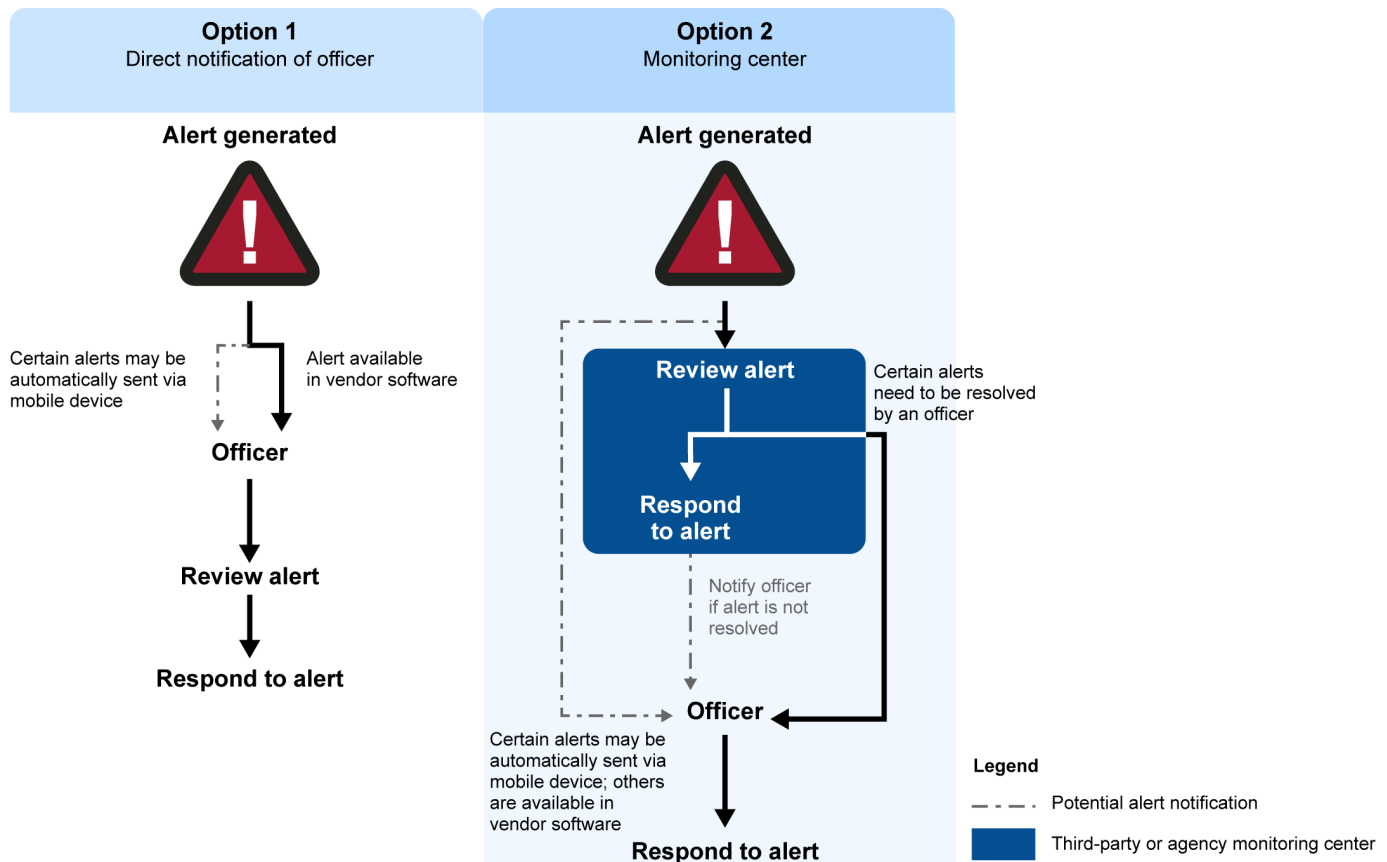 Option 1
Direct notification of officer
Alert generated
!
Certain alerts may be
automatically sent via
mobile device
Alert available
in vendor software
Officer
Review alert
Respond to alert
Option 2
Monitoring center
Alert generated
!
Review alert
Certain alerts
need to be resolved
by an officer
Respond
to alert
Notify officer
if alert is not
resolved
Officer
Certain alerts may be
automatically sent via
mobile device; others
are available in
vendor software
Respond to alert
Legend
Potential alert notification
Third-party or agency monitoring center